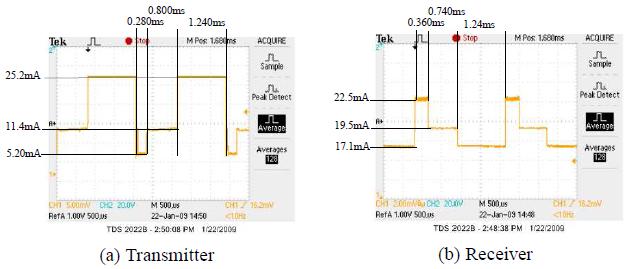 0.800ms
0.280ms 1.240ms
Tek Stop M Pos: 1.680ms ACQUIRE
Sample
Peak Detect
Average
Averages
128
25.2mA
11.4mA
5.20mA
CH1 5.00mV CH2 20.0V M 500µs CH1 / 16.2mV
RefA 1.00V 500µs 22-Jan-09 14:50 <10Hz
TDS 2022B - 2:50:08 PM 1/22/2009
(a) Transmitter
0.740ms
0.360ms 1.24ms
Tek Stop M Pos: 1.680ms ACQUIRE
Sample
Peak Detect
Average
Averages
128
22.5mA
19.5mA
17.1mA
CH1 2.00mV CH2 20.0V M 500µs CH1 / 16.2mV
RefA 1.00V 500µs 22-Jan-09 14:48 <10Hz
TDS 2022B - 2:48:38 PM 1/22/2009
(b) Receiver